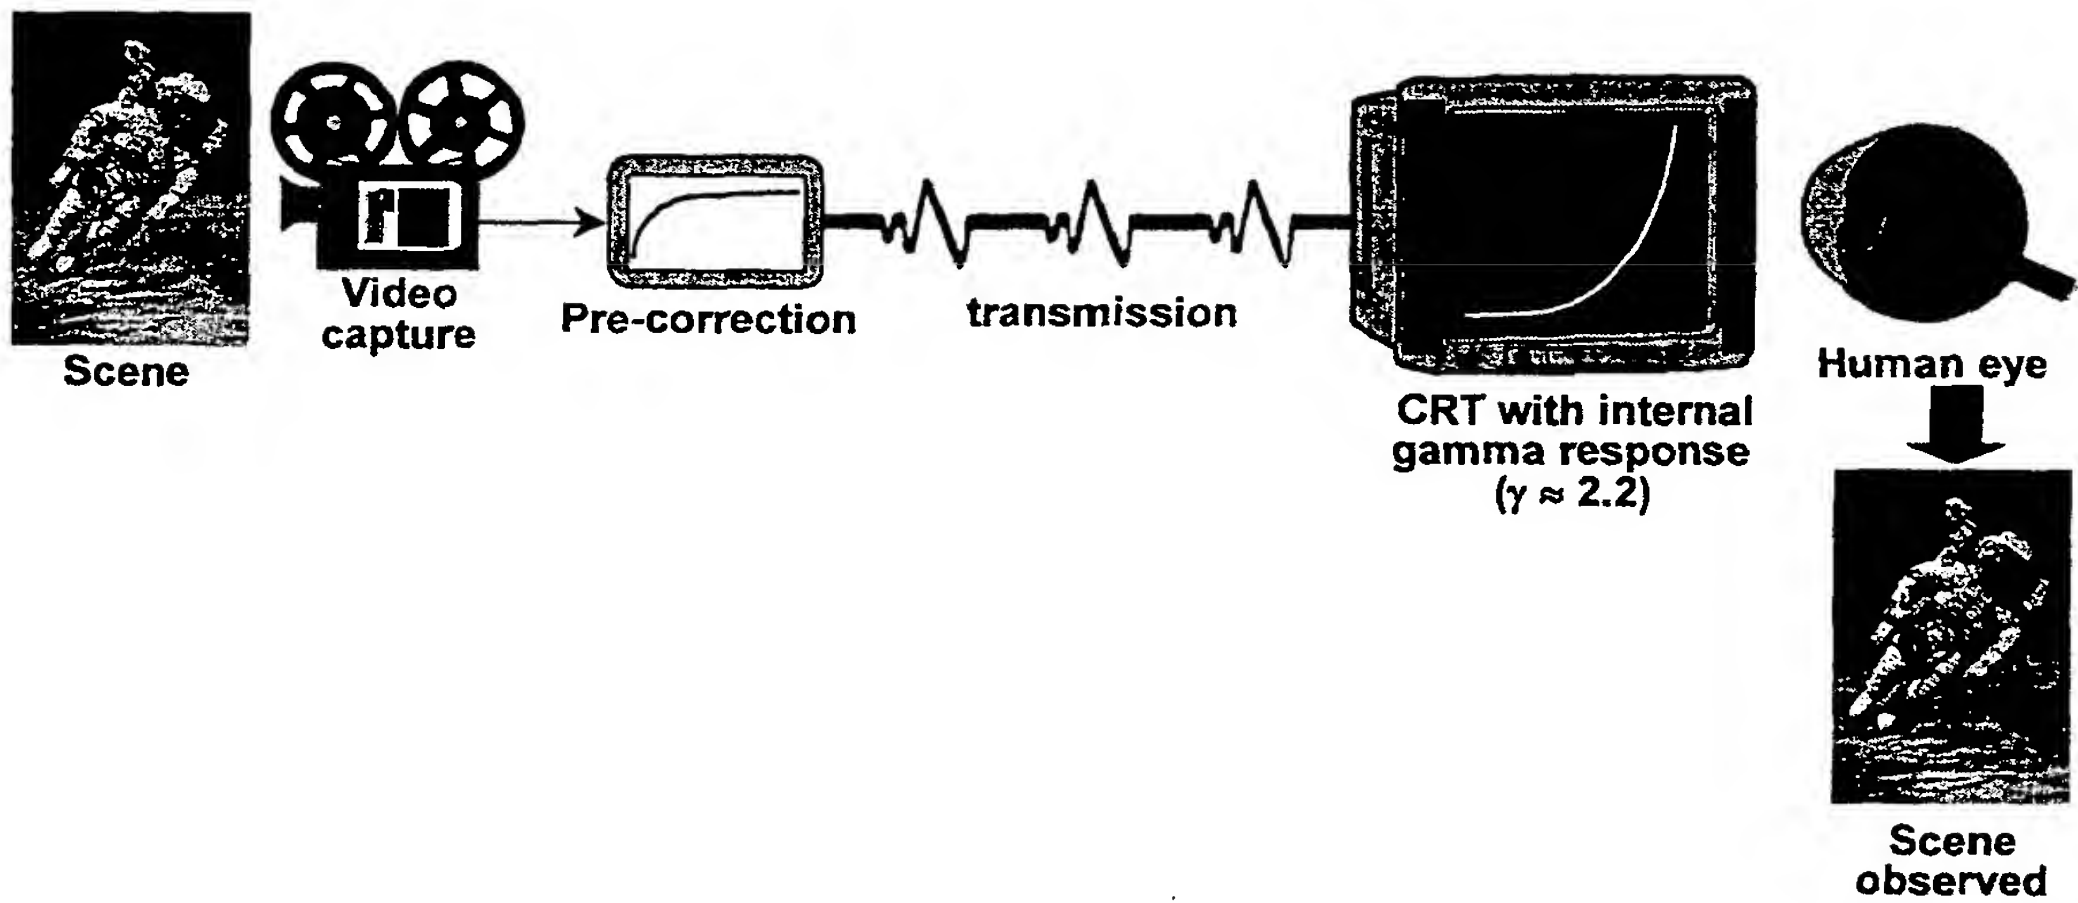 Scene
Video
capture
Pre-correction
transmission
CRT with internal
gamma response
(γ ≈ 2.2)
Human eye
Scene
observed